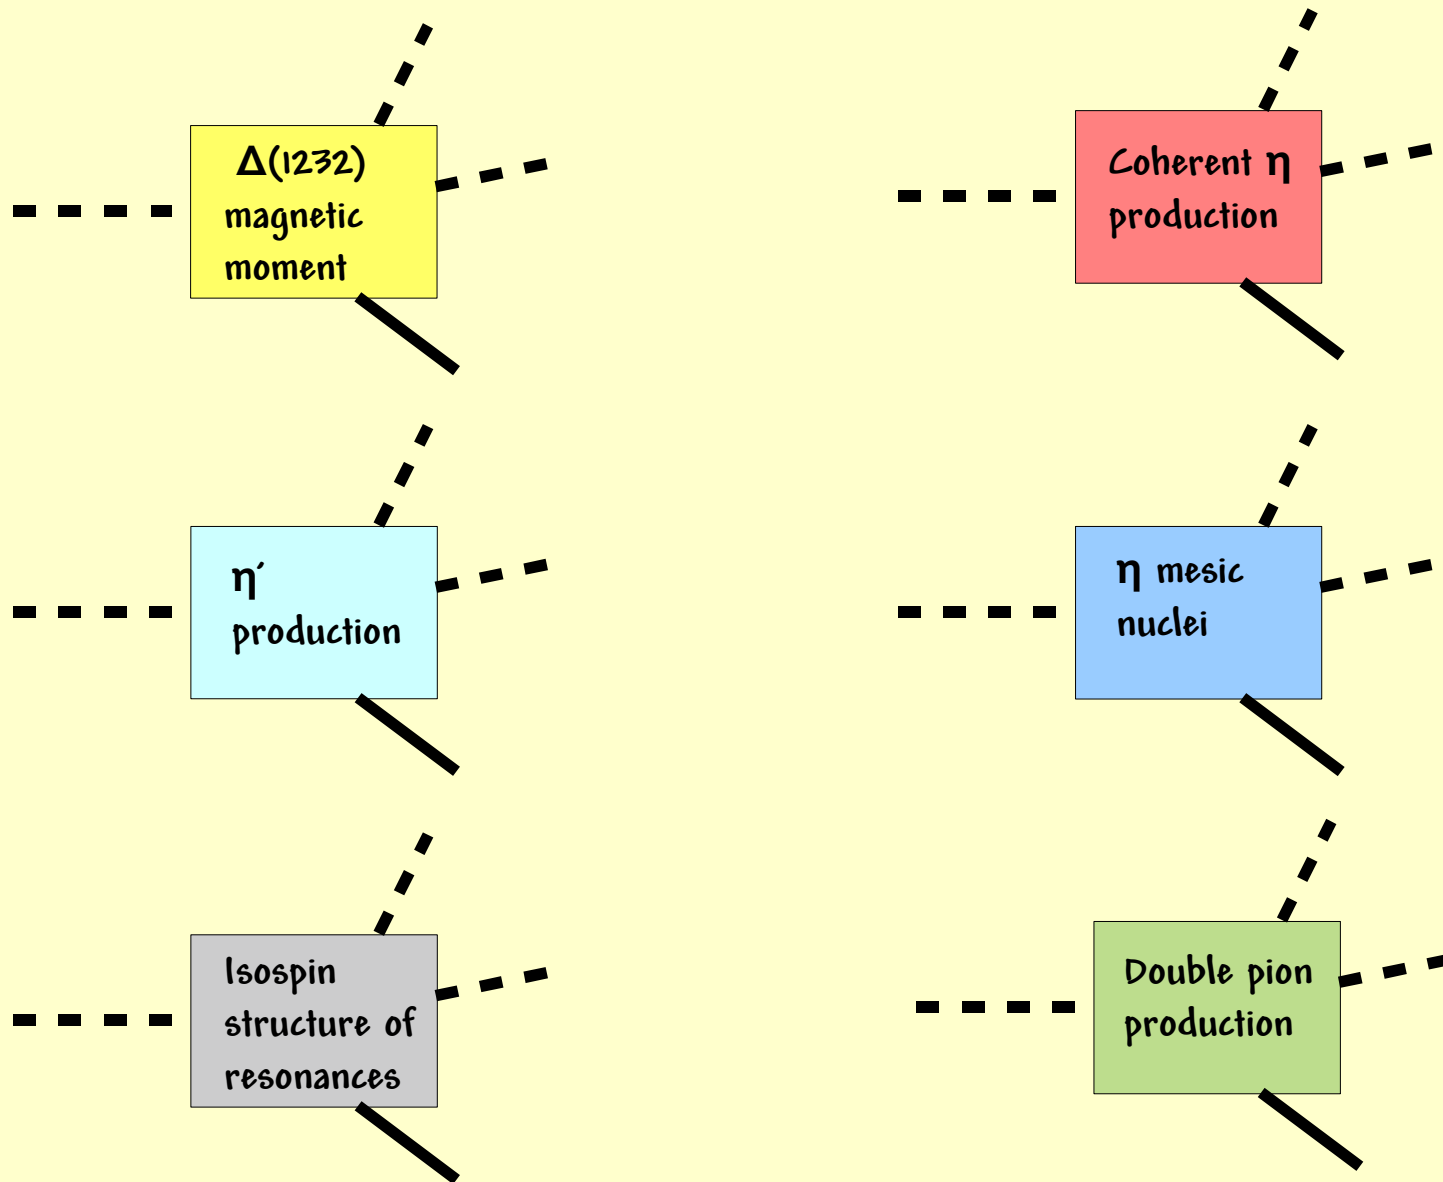 Δ(1232)
magnetic
moment
Coherent η
production
η′
production
η mesic
nuclei
Isospin
structure of
resonances
Double pion
production